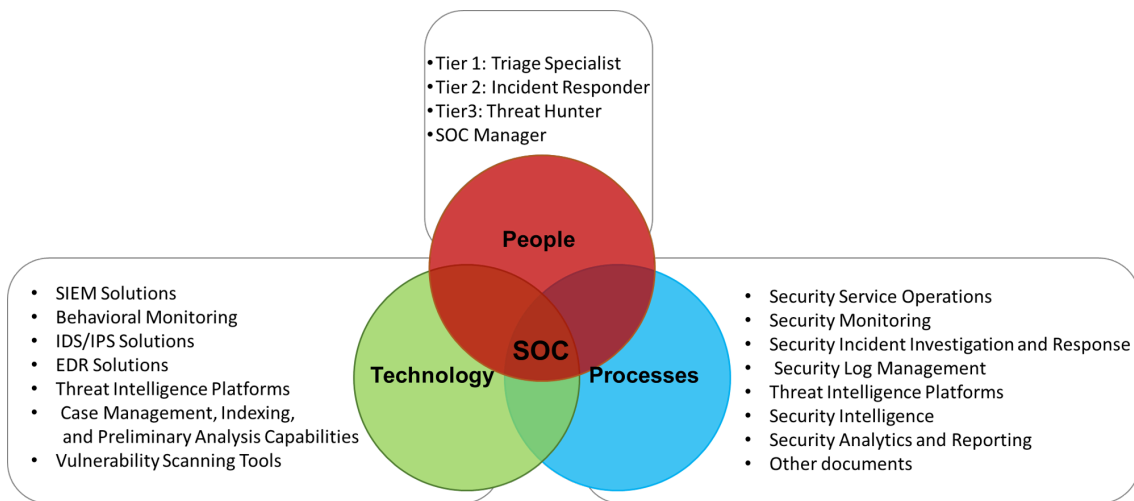 •Tier 1: Triage Specialist
•Tier 2: Incident Responder
•Tier3: Threat Hunter
•SOC Manager
People
• SIEM Solutions
• Behavioral Monitoring
• IDS/IPS Solutions
• EDR Solutions
• Threat Intelligence Platforms
• Case Management, Indexing,
and Preliminary Analysis Capabilities
• Vulnerability Scanning Tools
SOC
Technology
Processes
• Security Service Operations
• Security Monitoring
• Security Incident Investigation and Response
• Security Log Management
• Threat Intelligence Platforms
• Security Intelligence
• Security Analytics and Reporting
• Other documents